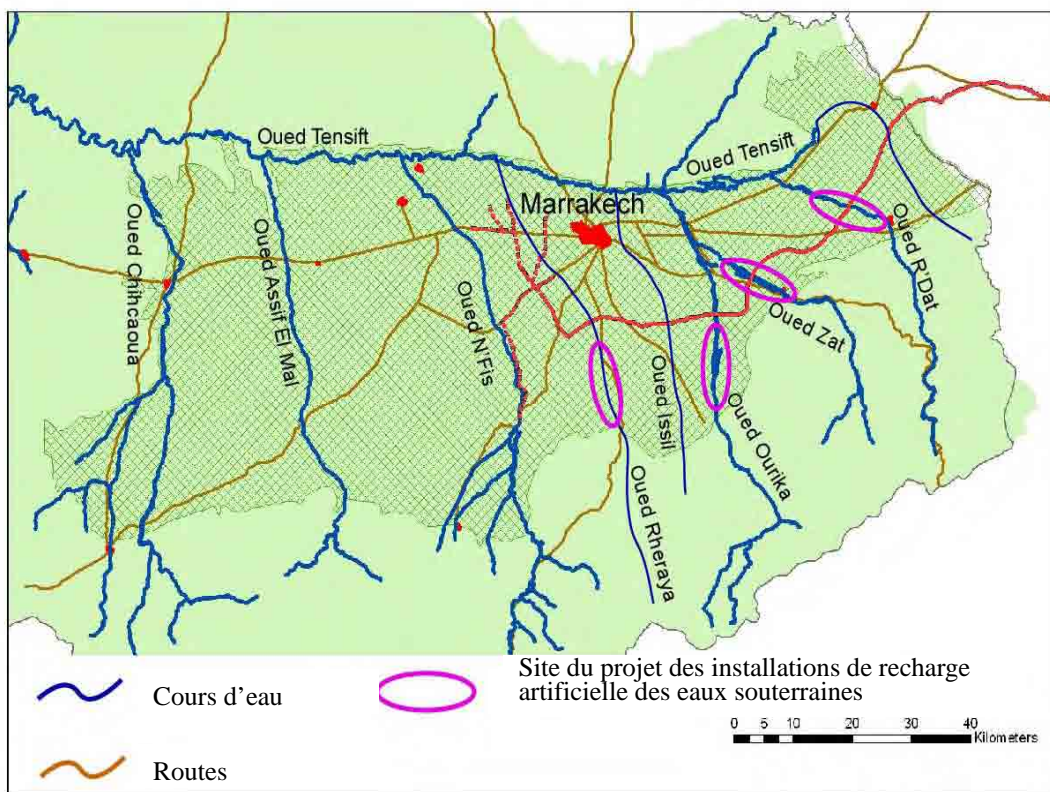 Oued Tensift
Oued Tensift
Marrakech
Oued Chihcaoua
Oued Assif El Mal
Oued N'Fis
Oued R'Dat
Oued Zat
Oued Issil
Oued Ourika
Oued Rheraya
Cours d'eau
Site du projet des installations de recharge
artificielle des eaux souterraines
Routes
0 5 10 20 30 40
Kilometers